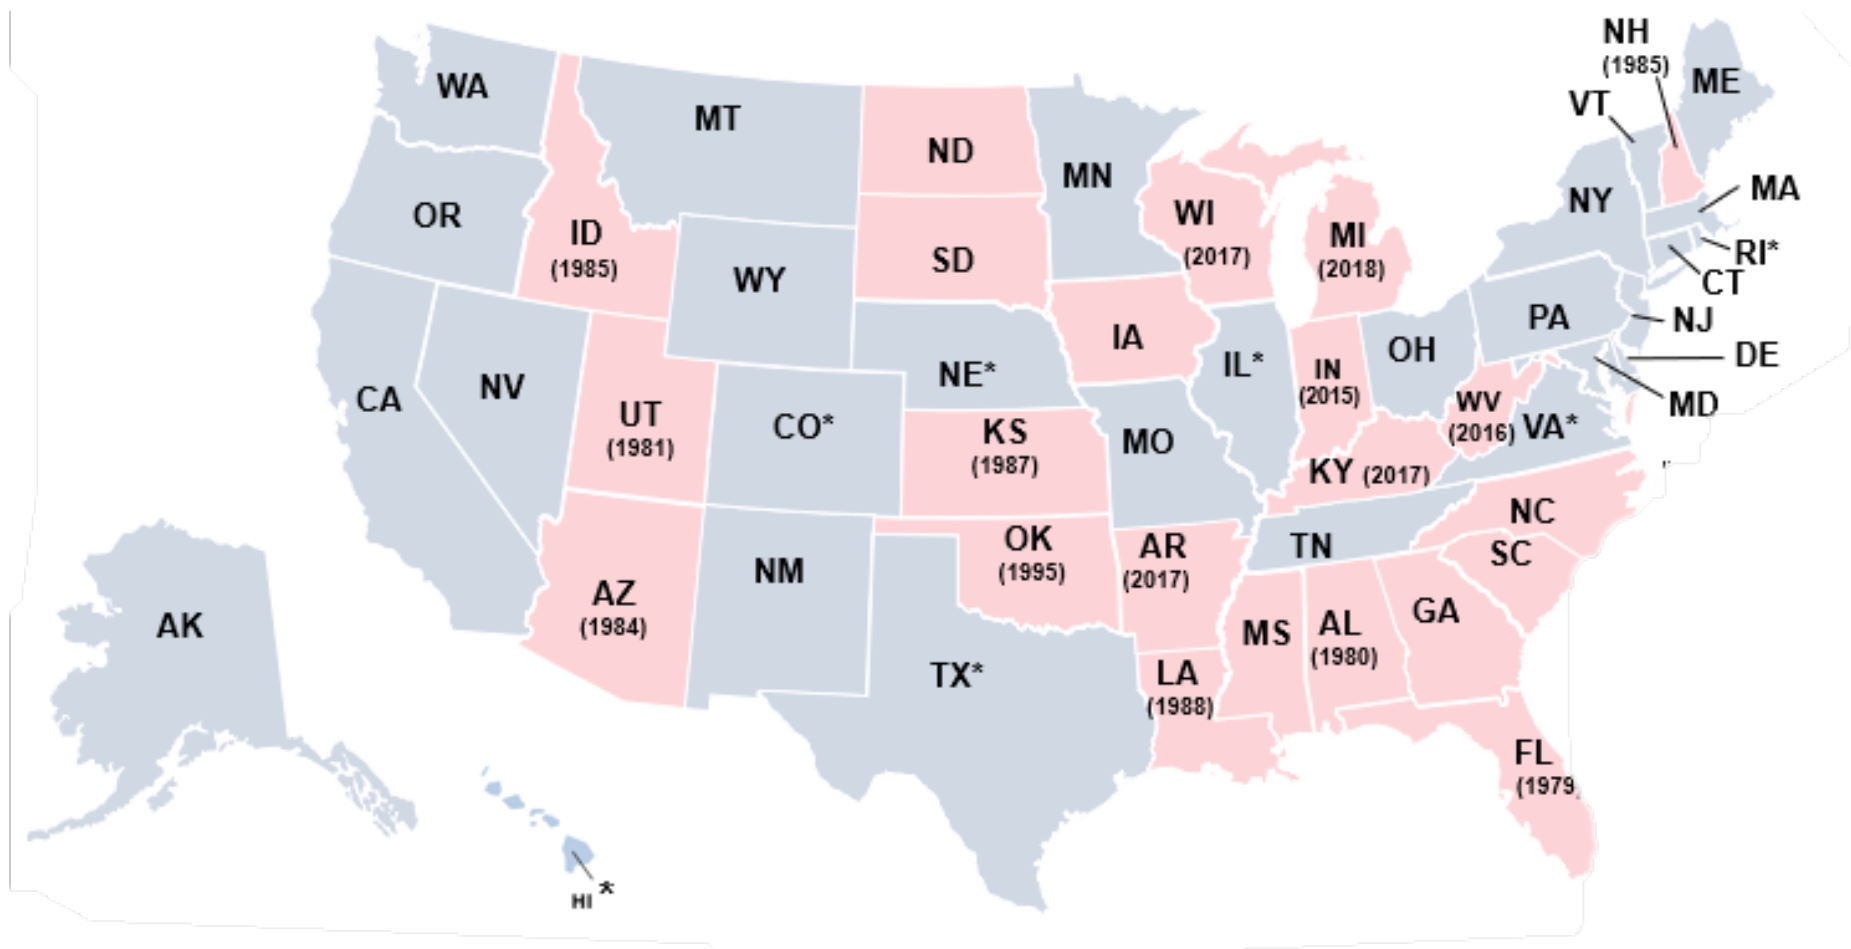 NH
(1985)
ME
WA
MT
VT
ND
MN
MA
OR
NY
WI
(2017)
ID
(1985)
MI
(2018)
RI*
SD
CT
WY
PA
NJ
IA
OH
DE
NE*
IL*
IN
(2015)
NV
CA
WV
(2016)
MD
UT
(1981)
CO*
KS
(1987)
MO
VA*
KY (2017)
NC
OK
(1995)
AR
(2017)
TN
SC
NM
AZ
(1984)
GA
AK
MS
AL
(1980)
TX*
LA
(1988)
FL
(1979
HI *